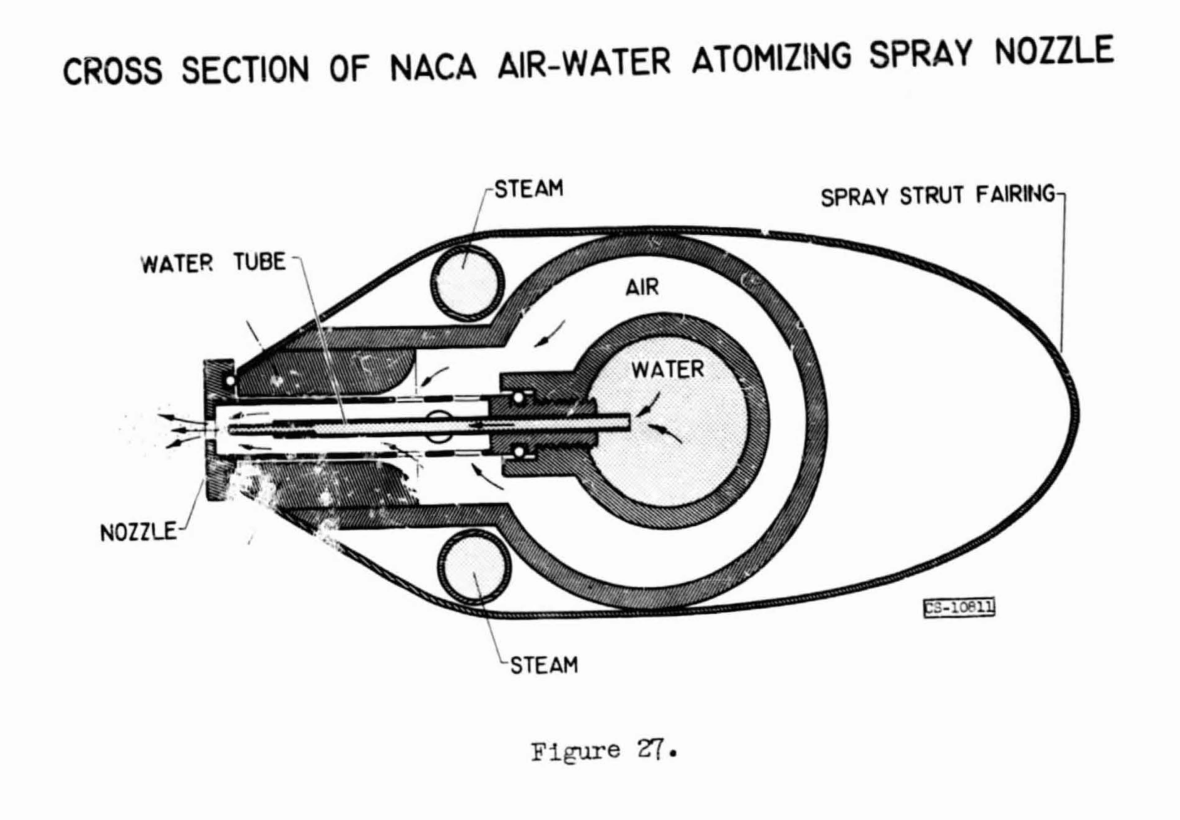 CROSS SECTION OF NACA AIR-WATER ATOMIZING SPRAY NOZZLE
STEAM
SPRAY STRUT FAIRING
WATER TUBE
AIR
WATER
NOZZLE
CS-10811
STEAM
Figure 27.